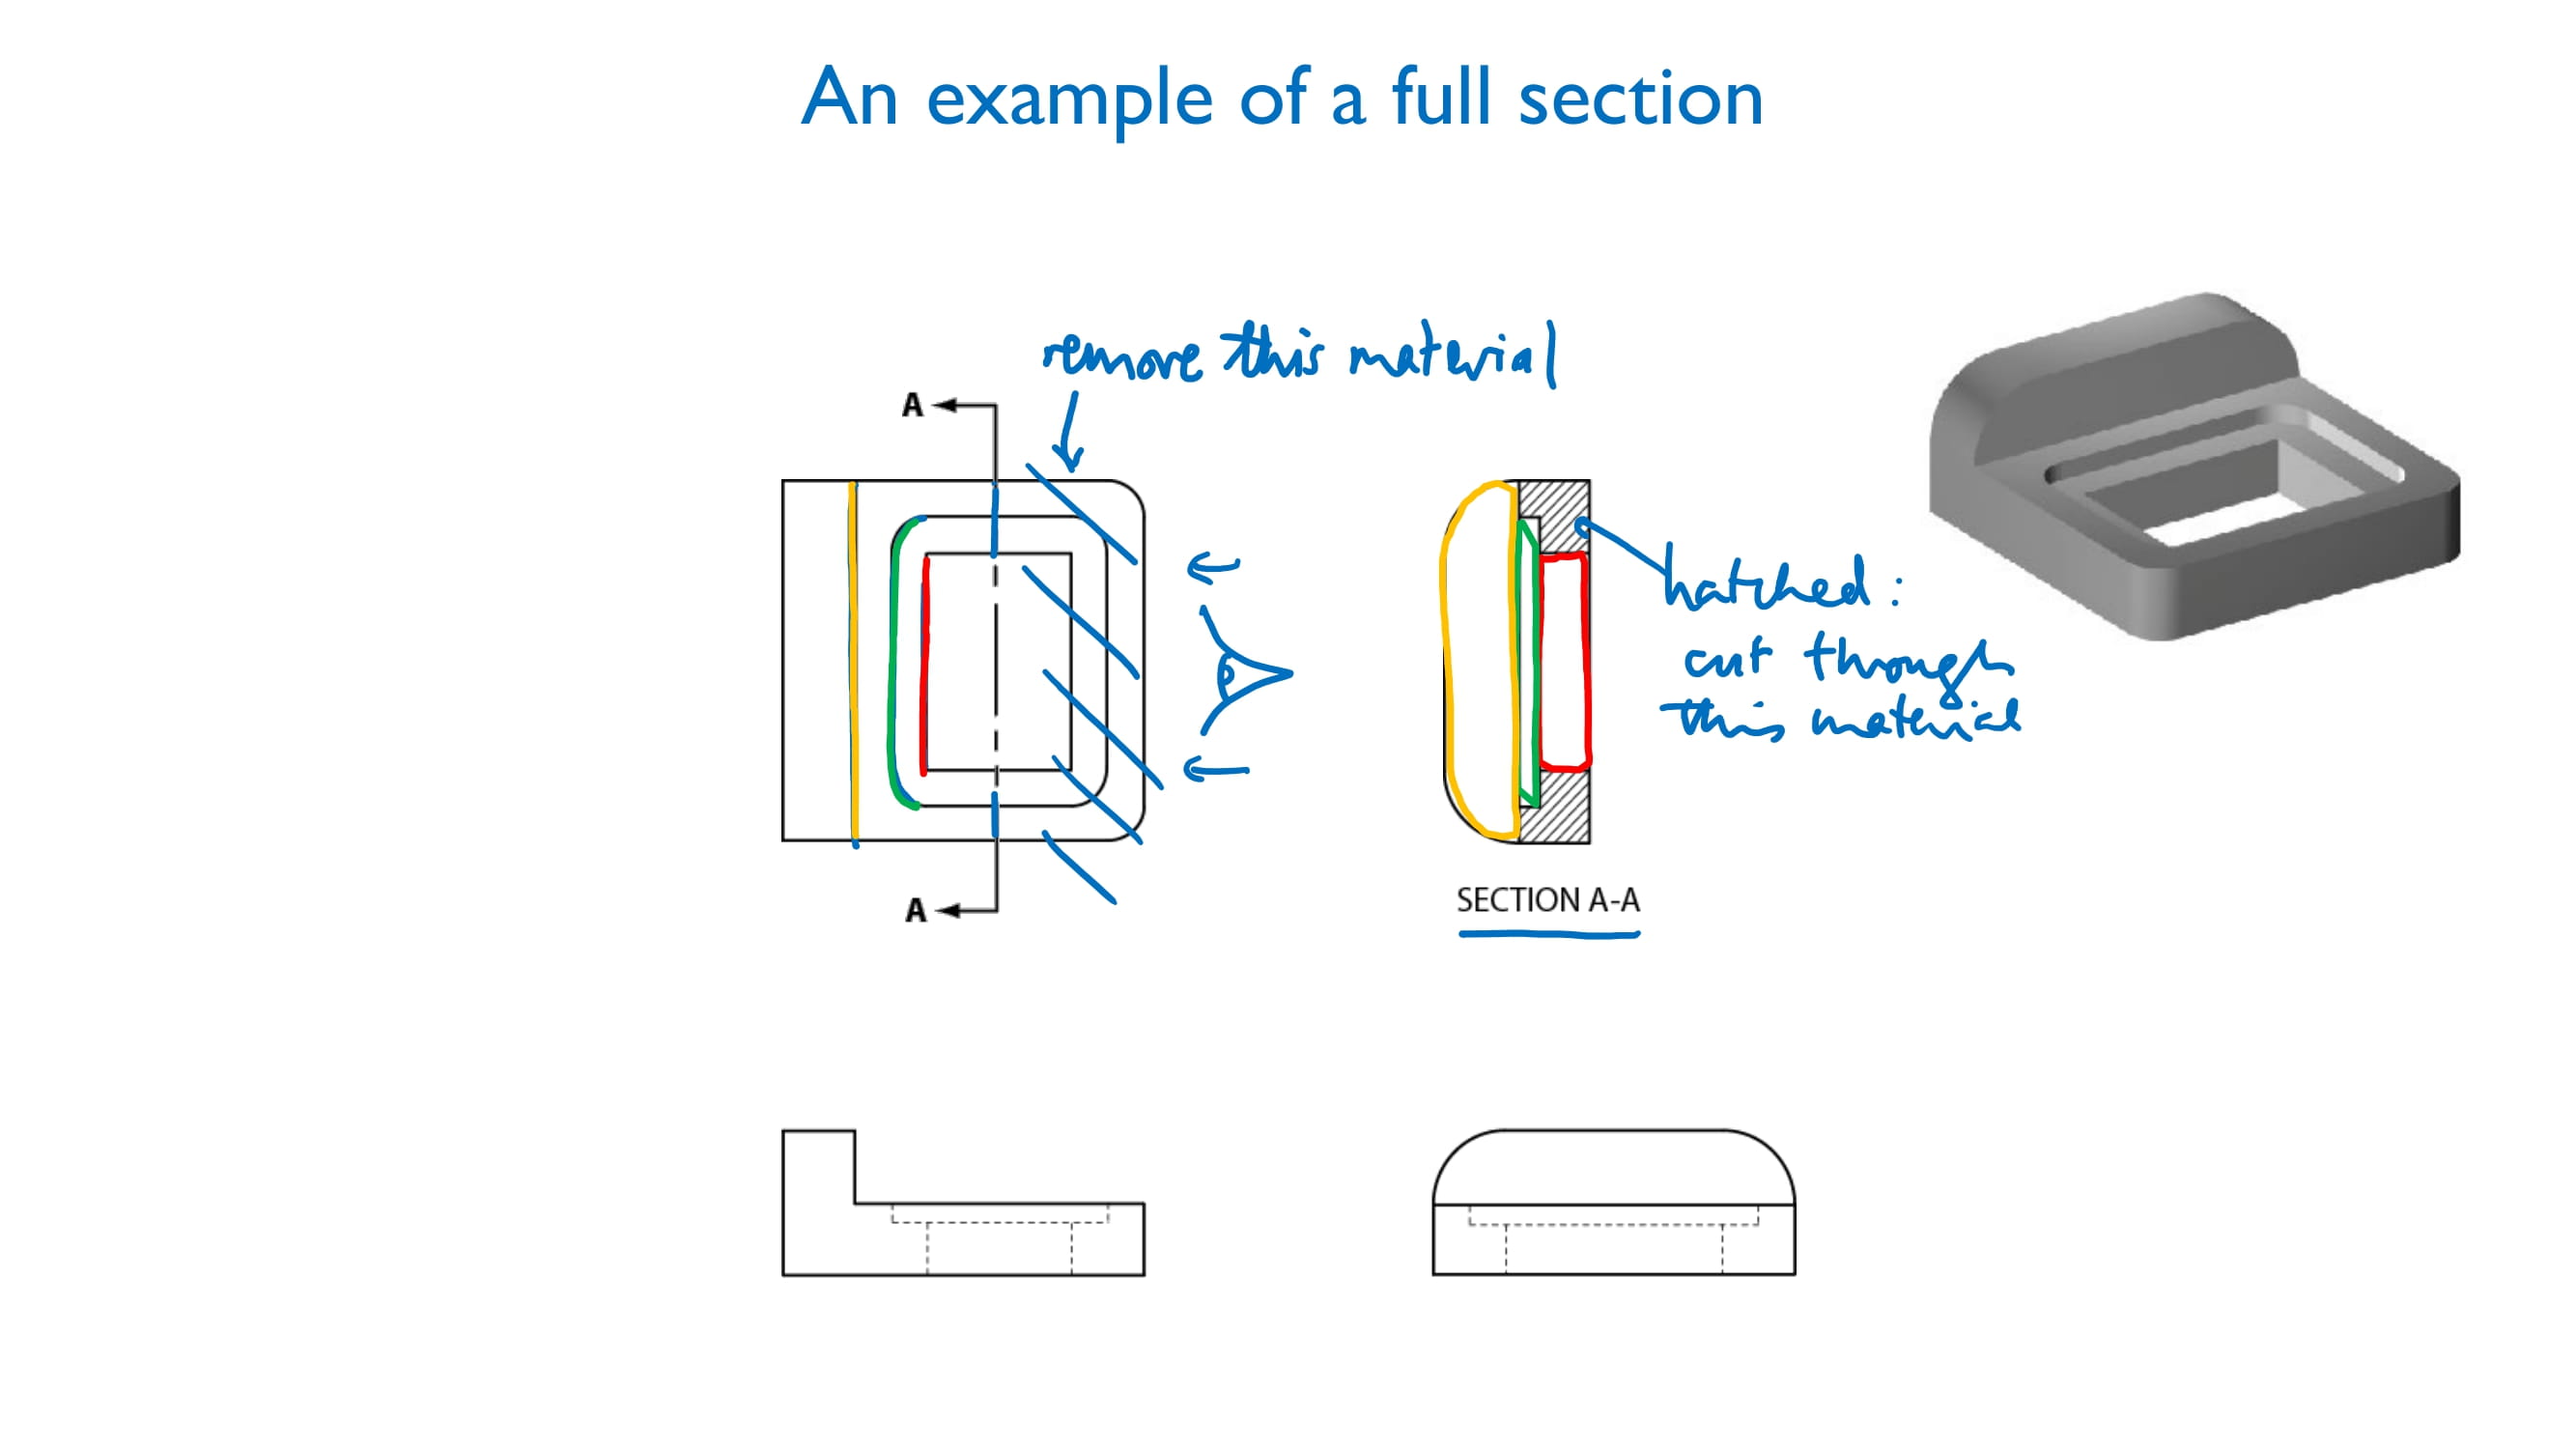 An example of a full section
remove this material
A
A
SECTION A-A
hatched:
cut through
this material